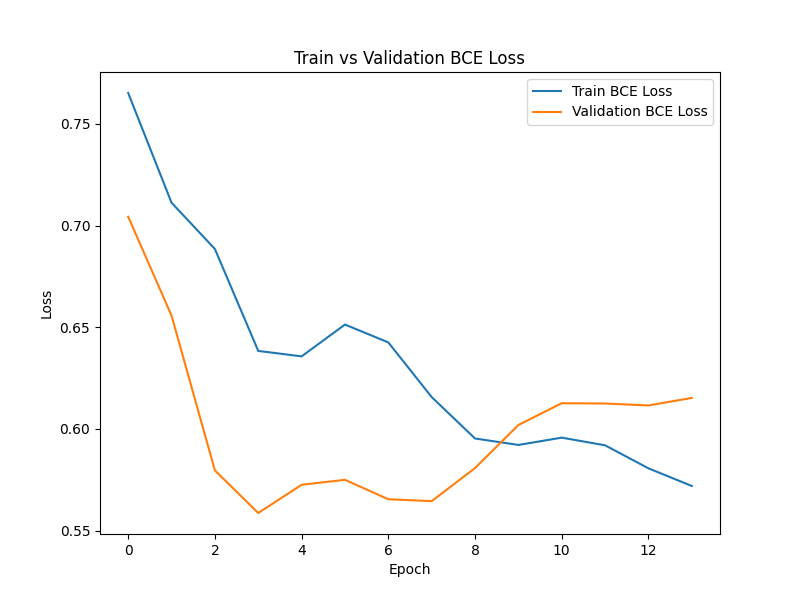 Train vs Validation BCE Loss
Train BCE Loss
Validation BCE Loss
0.75
0.70
0.65
0.60
0.55
Loss
0 2 4 6 8 10 12
Epoch